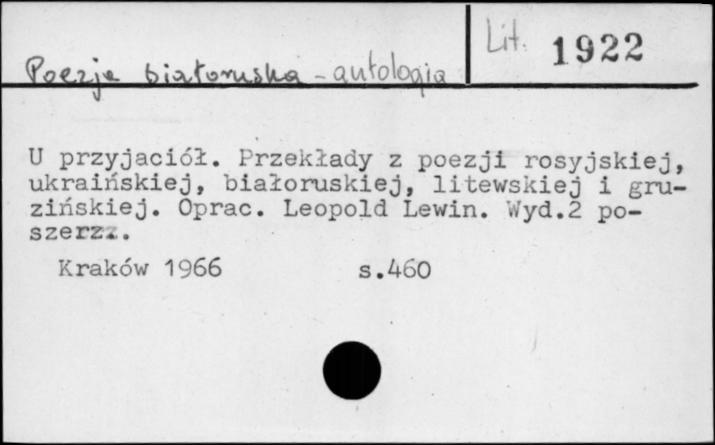 Poezja białoruska - antologia
Lit. 1922
U przyjaciół. Przekłady z poezji rosyjskiej,
ukraińskiej, białoruskiej, litewskiej i gru-
zińskiej. Oprac. Leopold Lewin. Wyd.2 po-
szerz..
Kraków 1966 s.460